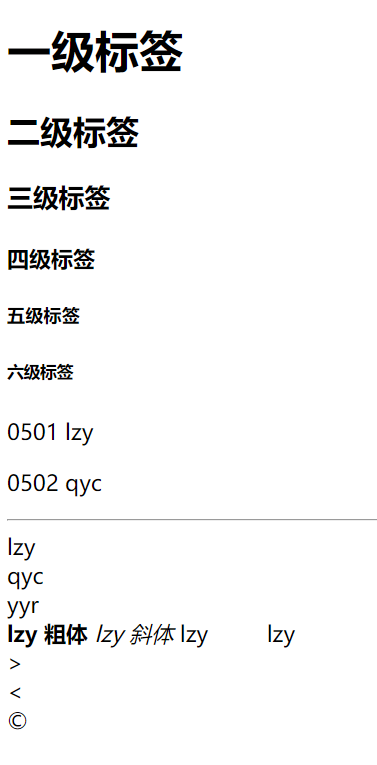 一级标签
二级标签
三级标签
四级标签
五级标签
六级标签
0501 lzy
0502 qyc
lzy
qyc
yyr
lzy 粗体 lzy 斜体 lzy lzy
>
<
©